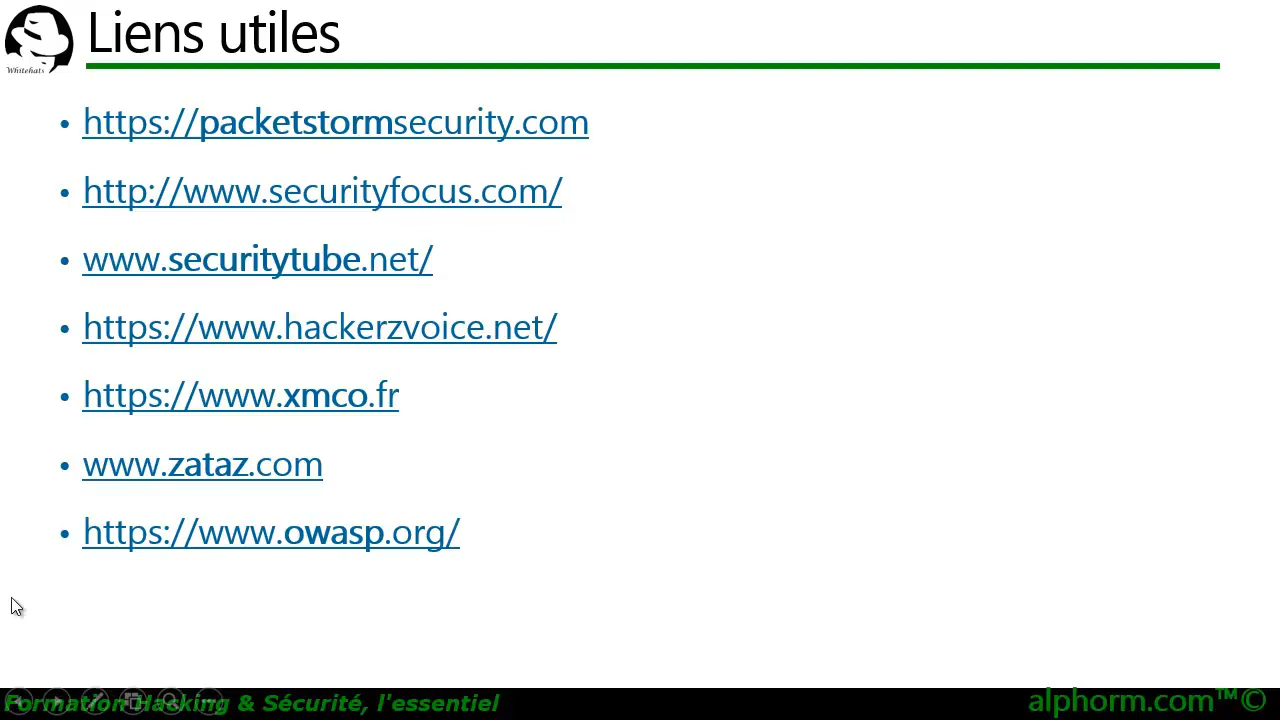 Whitehats
Liens utiles
• https://packetstormsecurity.com
• http://www.securityfocus.com/
• www.securitytube.net/
• https://www.hackerzvoice.net/
• https://www.xmco.fr
• www.zataz.com
• https://www.owasp.org/
Formation Hacking & Sécurité, l'essentiel
alphorm.com™©